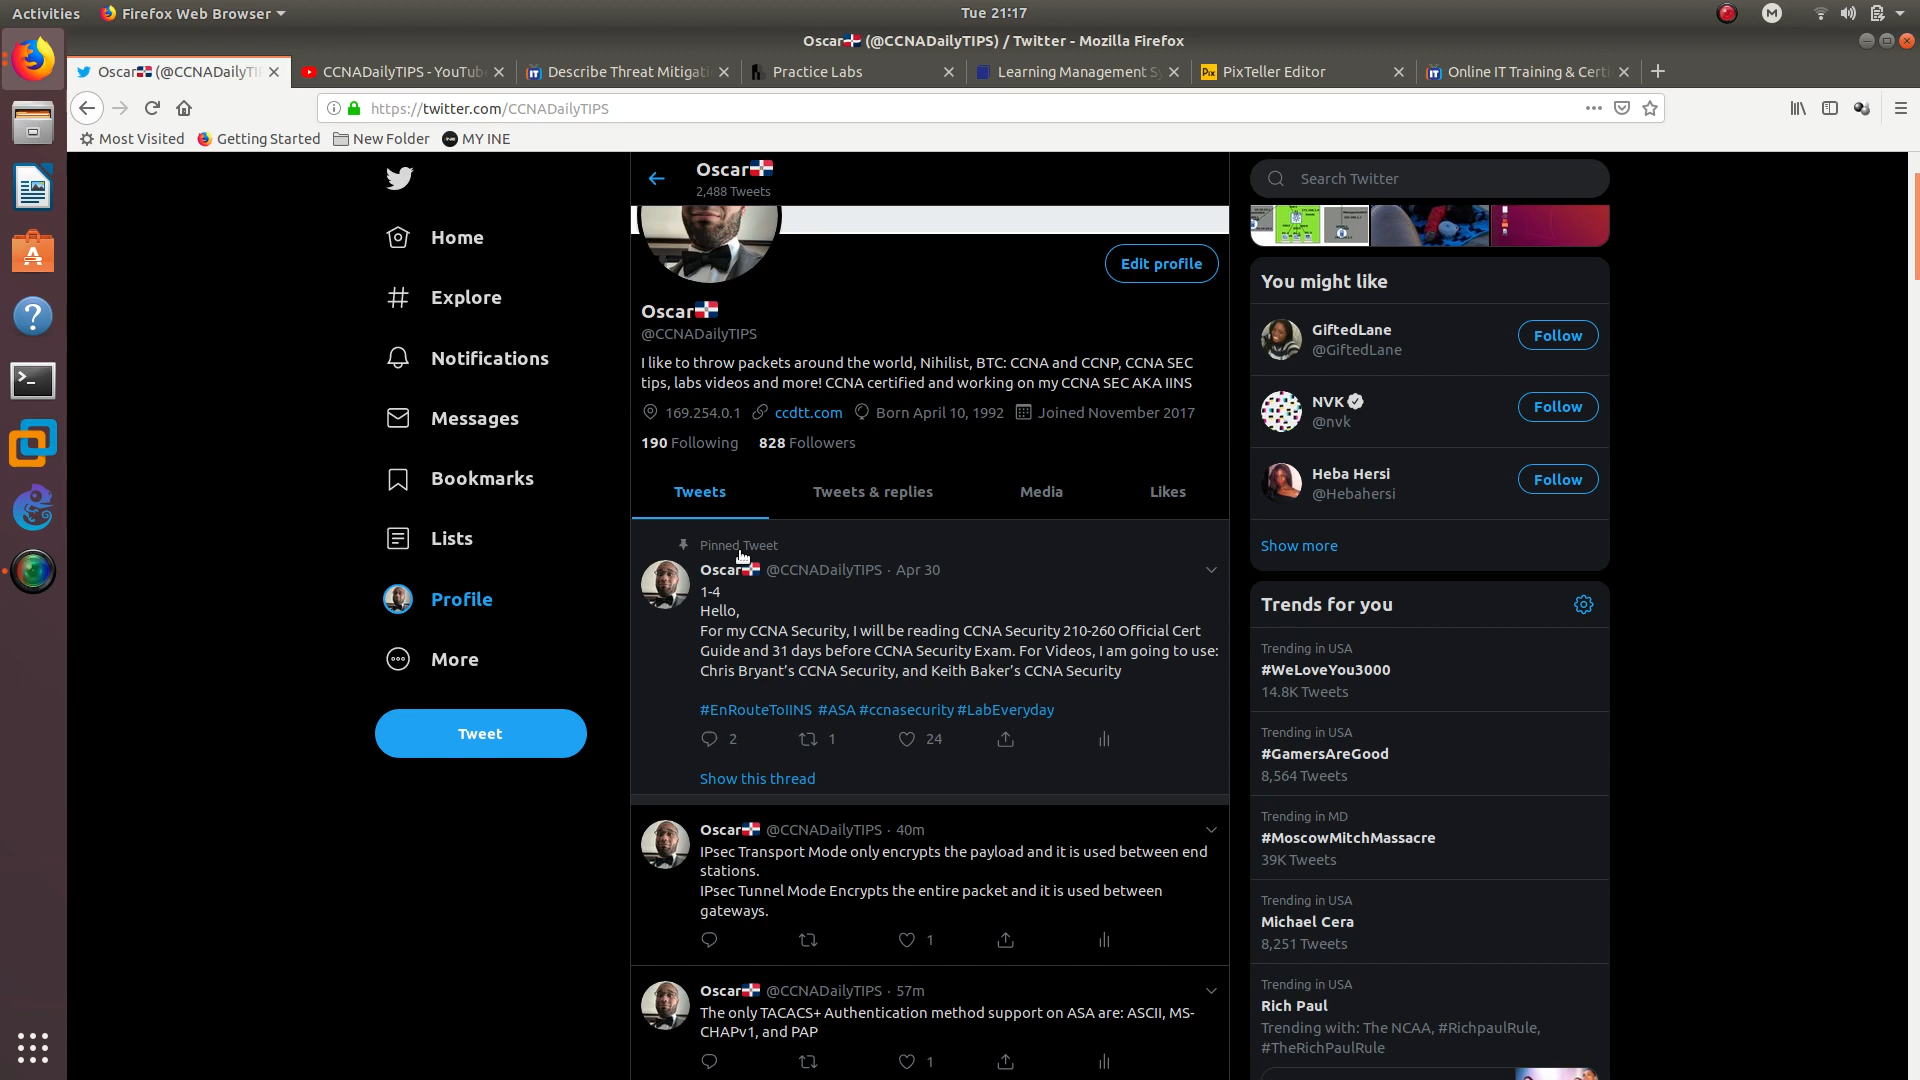 Activities
Firefox Web Browser
Tue 21:17
M
Oscar🇩🇴 (@CCNADailyTIPS) / Twitter - Mozilla Firefox
Oscar🇩🇴 (@CCNADailyTI
CCNADailyTIPS - YouTub
Describe Threat Mitigati
Practice Labs
Learning Management Sy
PixTeller Editor
Online IT Training & Certi
https://twitter.com/CCNADailyTIPS
Most Visited
Getting Started
New Folder
MY INE
Home
Explore
Notifications
Messages
Bookmarks
Lists
Profile
More
Tweet
Oscar🇩🇴
2,488 Tweets
Edit profile
Oscar🇩🇴
@CCNADailyTIPS
I like to throw packets around the world, Nihilist, BTC: CCNA and CCNP, CCNA SEC
tips, labs videos and more! CCNA certified and working on my CCNA SEC AKA IINS
169.254.0.1 ccdtt.com Born April 10, 1992 Joined November 2017
190 Following 828 Followers
Tweets
Tweets & replies
Media
Likes
Pinned Tweet
Oscar🇩🇴 @CCNADailyTIPS · Apr 30
1-4
Hello,
For my CCNA Security, I will be reading CCNA Security 210-260 Official Cert
Guide and 31 days before CCNA Security Exam. For Videos, I am going to use:
Chris Bryant’s CCNA Security, and Keith Baker’s CCNA Security
#EnRouteToIINS #ASA #ccnasecurity #LabEveryday
2 1 24
Show this thread
Oscar🇩🇴 @CCNADailyTIPS · 40m
IPsec Transport Mode only encrypts the payload and it is used between end
stations.
IPsec Tunnel Mode Encrypts the entire packet and it is used between
gateways.
1
Oscar🇩🇴 @CCNADailyTIPS · 57m
The only TACACS+ Authentication method support on ASA are: ASCII, MS-
CHAPv1, and PAP
1
Search Twitter
You might like
GiftedLane
@GiftedLane
Follow
NVK
@nvk
Follow
Heba Hersi
@Hebahersi
Follow
Show more
Trends for you
Trending in USA
#WeLoveYou3000
14.8K Tweets
Trending in USA
#GamersAreGood
8,564 Tweets
Trending in MD
#MoscowMitchMassacre
39K Tweets
Trending in USA
Michael Cera
8,251 Tweets
Trending in USA
Rich Paul
Trending with: The NCAA, #RichpaulRule,
#TheRichPaulRule